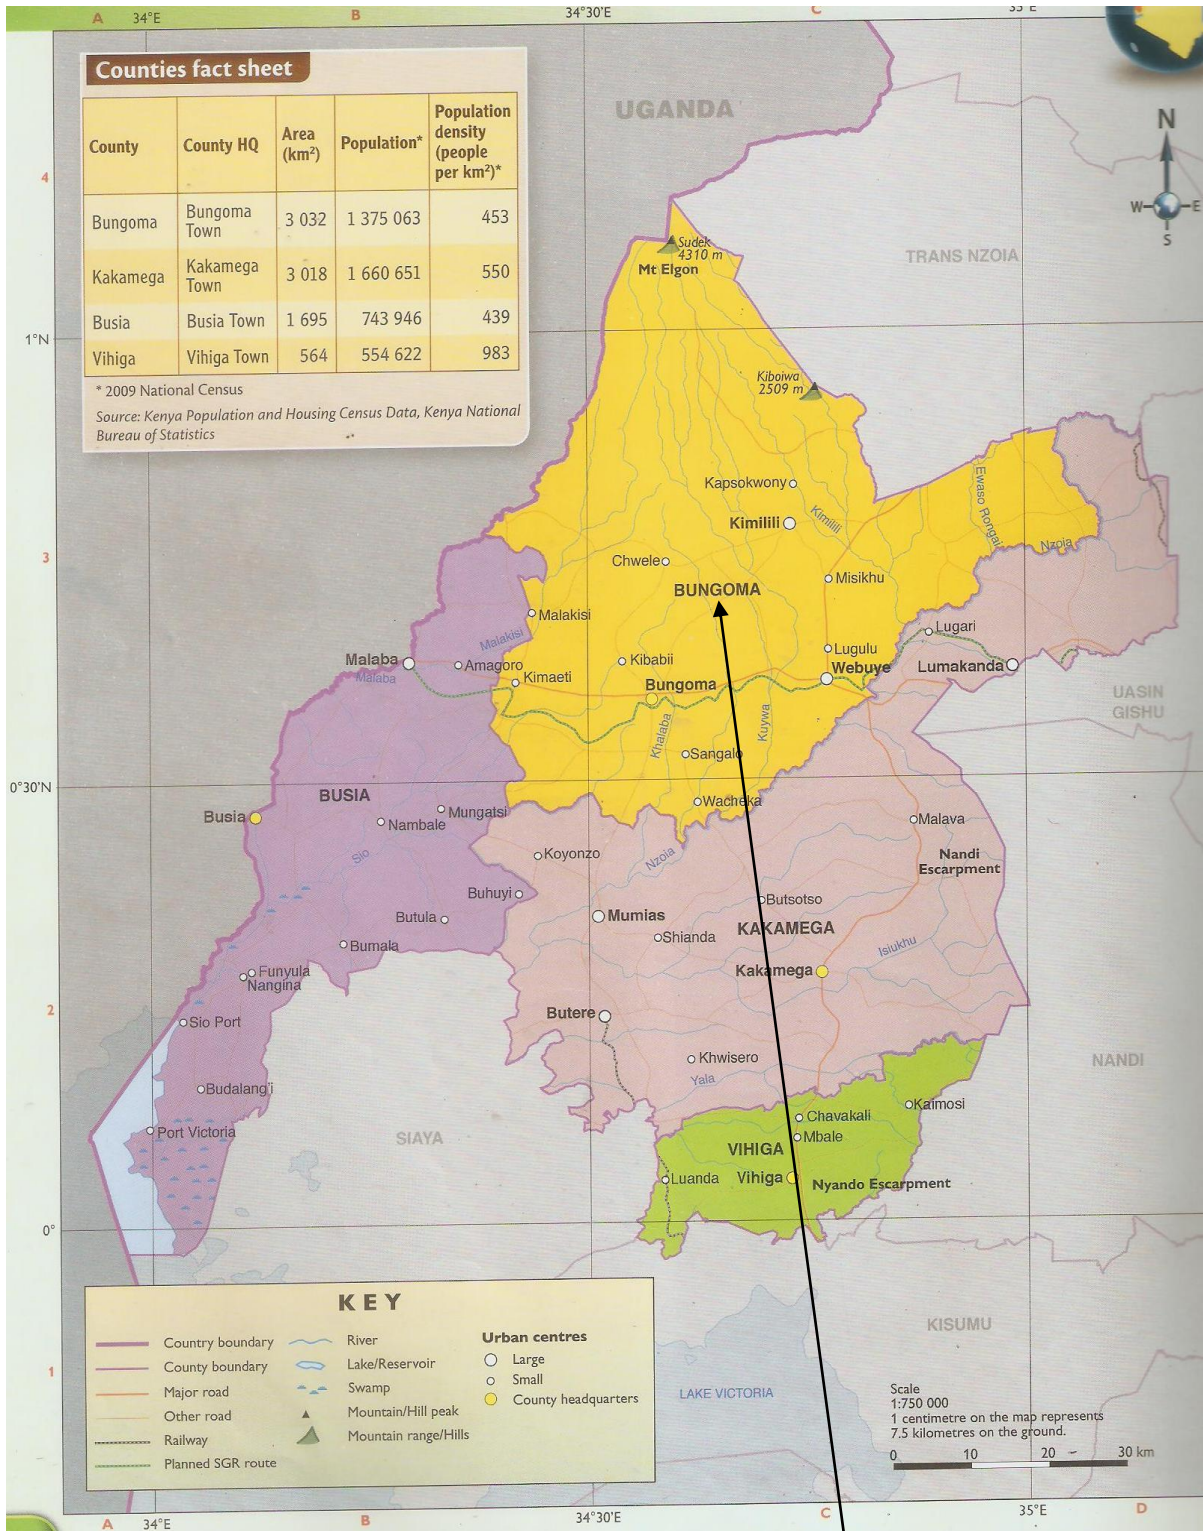 A
34°E
B
34°30'E
C
35°E
Counties fact sheet
County
County HQ
Area
(km²)
Population*
Population
density
(people
per km²)*
Bungoma
Bungoma
Town
3 032
1 375 063
453
Kakamega
Kakamega
Town
3 018
1 660 651
550
Busia
Busia Town
1 695
743 946
439
Vihiga
Vihiga Town
564
554 622
983
* 2009 National Census
Source: Kenya Population and Housing Census Data, Kenya National
Bureau of Statistics
UGANDA
N
W
E
S
4
TRANS NZOIA
Sudek
4310 m
Mt Elgon
1°N
Kiboiwa
2509 m
Kapsokwony
Kimilili
Kimilili
Ewaso Rongai
Nzoia
3
Chwele
BUNGOMA
Misikhu
Malakisi
Malakisi
Lugari
Malaba
Amagoro
Malaba
Kimaeti
Kibabii
Bungoma
Lugulu
Webuye
Lumakanda
UASIN
GISHU
Khalaba
Kuywa
Sangalo
0°30'N
BUSIA
Wacheka
Busia
Mungatsi
Nambale
Malava
Sio
Koyonzo
Nzoia
Nandi
Escarpment
Buhuyi
Butsotso
Butula
Mumias
Shianda
KAKAMEGA
Bumala
Isiukhu
Funyula
Nangina
Kakamega
2
Sio Port
Butere
Khwisero
NANDI
Yala
Budalang'i
Kaimosi
Chavakali
Port Victoria
SIAYA
Mbale
VIHIGA
Luanda
Vihiga
Nyando Escarpment
0°
KEY
Country boundary
County boundary
Major road
Other road
Railway
Planned SGR route
River
Lake/Reservoir
Swamp
Mountain/Hill peak
Mountain range/Hills
Urban centres
Large
Small
County headquarters
KISUMU
1
LAKE VICTORIA
Scale
1:750 000
1 centimetre on the map represents
7.5 kilometres on the ground.
0
10
20
30 km
A
34°E
B
34°30'E
C
35°E
D